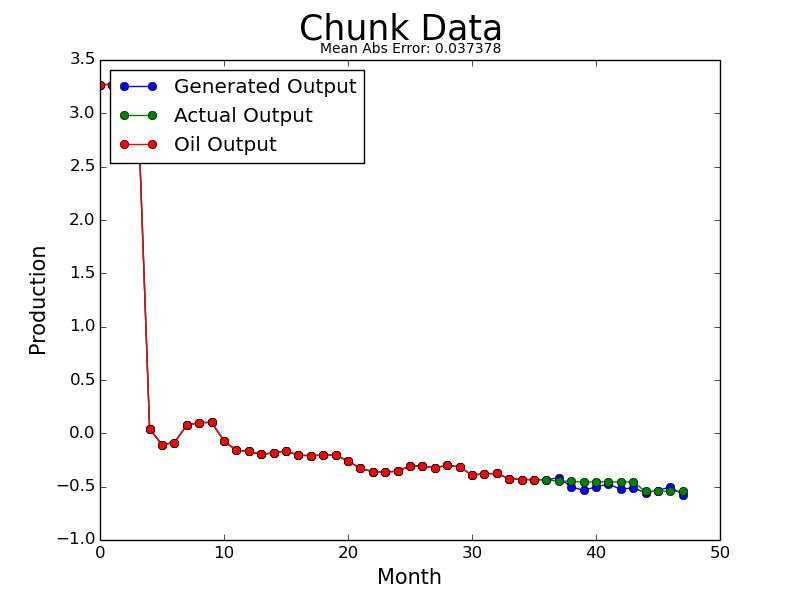 Chunk Data
Mean Abs Error: 0.037378
3.5
3.0
2.5
2.0
1.5
1.0
0.5
0.0
−0.5
−1.0
Production
Generated Output
Actual Output
Oil Output
0 10 20 30 40 50
Month